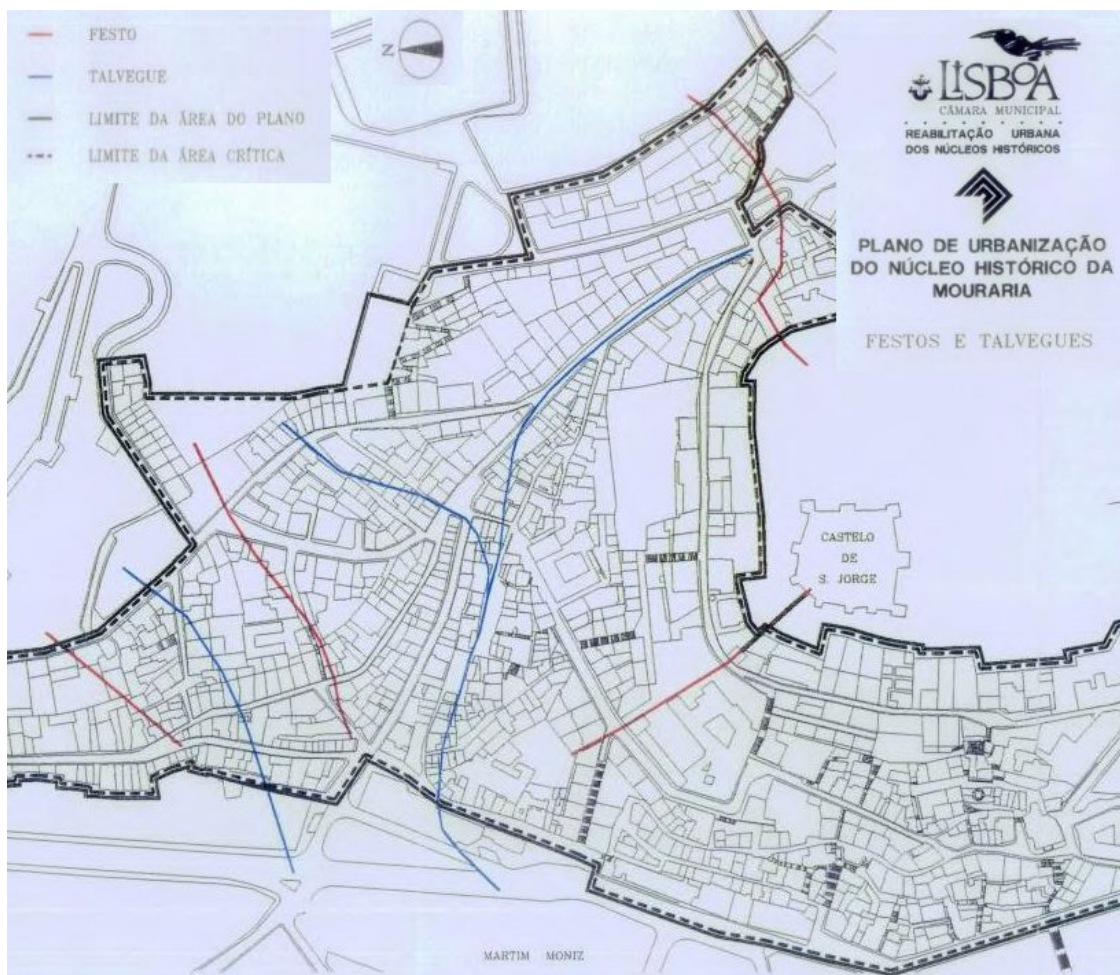 FESTO
TALVEGUE
LIMITE DA ÁREA DO PLANO
LIMITE DA ÁREA CRÍTICA
N
LISBOA
CÂMARA MUNICIPAL
REABILITAÇÃO URBANA
DOS NÚCLEOS HISTÓRICOS
PLANO DE URBANIZAÇÃO
DO NÚCLEO HISTÓRICO DA
MOURARIA
FESTOS E TALVEGUES
CASTELO
DE
S. JORGE
MARTIM MONIZ